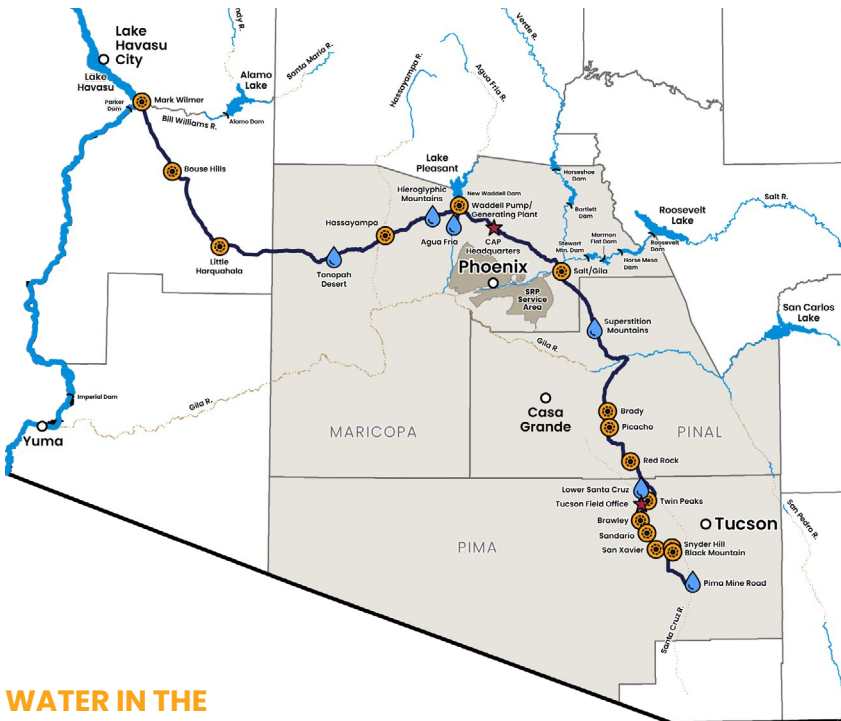 Lake
Havasu
City
Lake
Havasu
Parker
Dam
Mark Wilmer
Bill Williams R.
Alamo
Lake
Alamo Dam
Santa Maria R.
Hassayampa R.
Agua Fria R.
Verde R.
Bouse Hills
Little
Harquahala
Hassayampa
Tonopah
Desert
Hieroglyphic
Mountains
Lake
Pleasant
New Waddell Dam
Waddell Pump/
Generating Plant
Agua Fria
CAP
Headquarters
Phoenix
SRP
Service
Area
Horseshoe
Dam
Bartlett
Dam
Stewart
Mtn. Dam
Mormon
Flat Dam
Horse Mesa
Dam
Roosevelt
Dam
Roosevelt
Lake
Salt R.
Salt/Gila
Superstition
Mountains
San Carlos
Lake
Gila R.
Gila R.
Imperial Dam
Yuma
Casa
Grande
MARICOPA
PINAL
Brady
Picacho
Red Rock
Lower Santa Cruz
Twin Peaks
Tucson Field Office
Brawley
Sandario
San Xavier
Snyder Hill
Black Mountain
Tucson
PIMA
Pima Mine Road
Santa Cruz R.
San Pedro R.
WATER IN THE